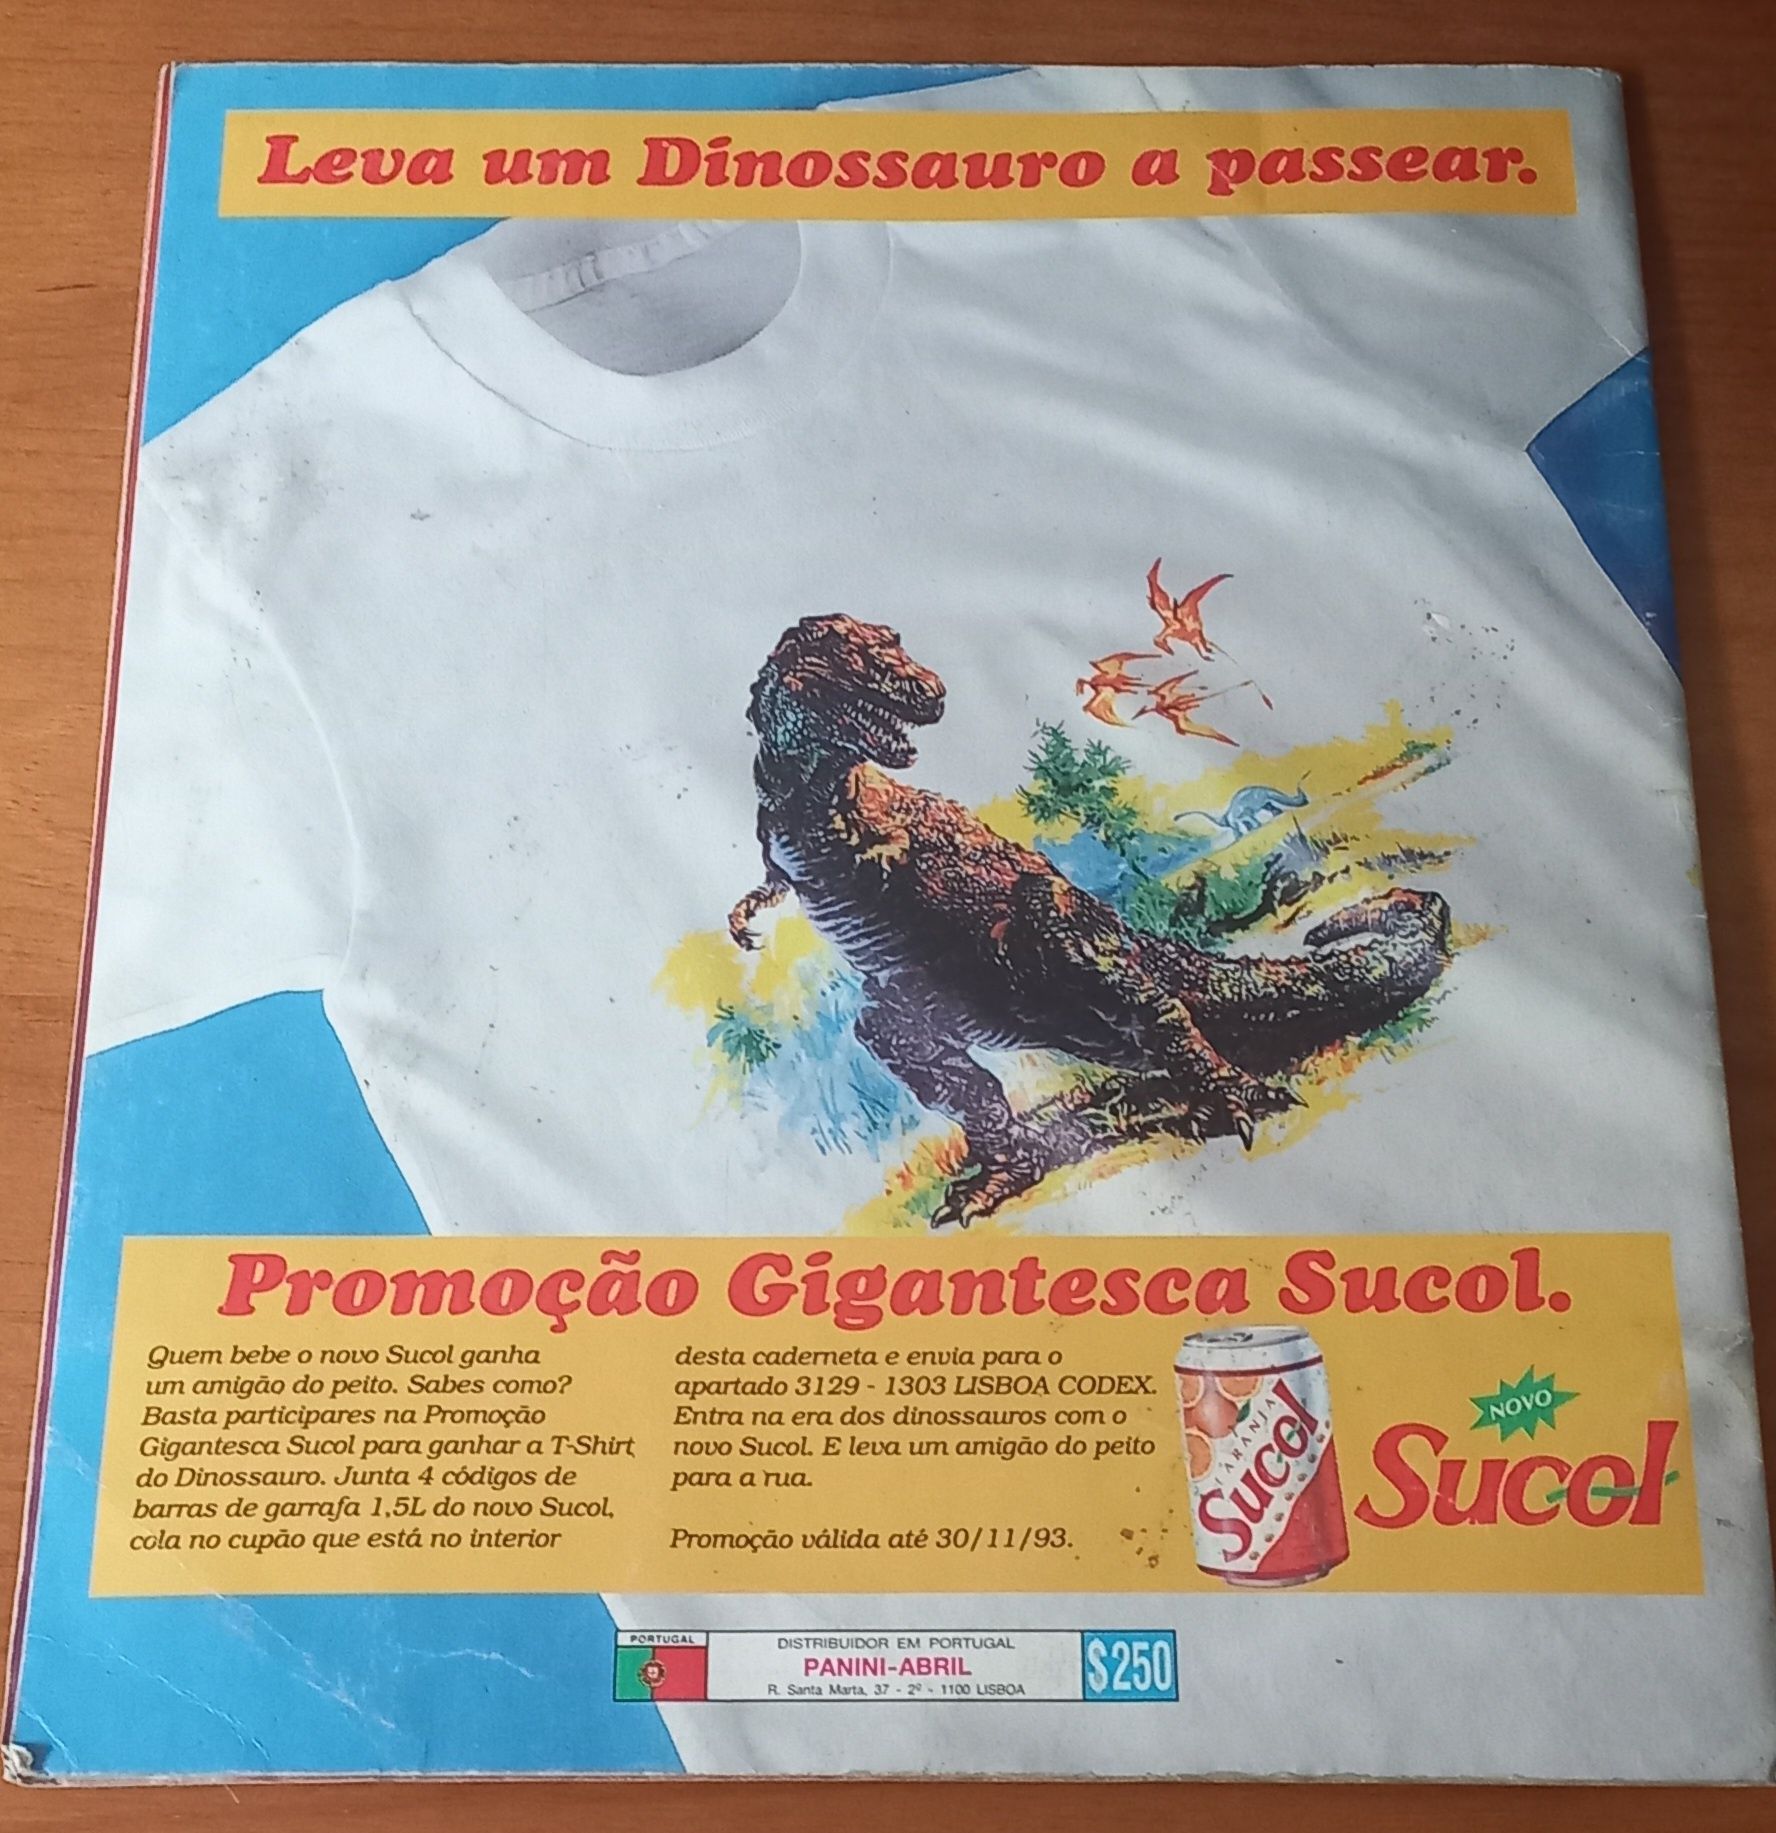 Leva um Dinossauro a passear.
Promoção Gigantesca Sucol.
Quem bebe o novo Sucol ganha
um amigão do peito. Sabes como?
Basta participares na Promoção
Gigantesca Sucol para ganhar a T-Shirt
do Dinossauro. Junta 4 códigos de
barras de garrafa 1,5L do novo Sucol,
cola no cupão que está no interior
desta caderneta e envia para o
apartado 3129 - 1303 LISBOA CODEX.
Entra na era dos dinossauros com o
novo Sucol. E leva um amigão do peito
para a rua.
Promoção válida até 30/11/93.
LARANJA
Sucol
NOVO
Sucol
PORTUGAL
DISTRIBUIDOR EM PORTUGAL
PANINI-ABRIL
R. Santa Marta, 37 - 2º - 1100 LISBOA
$250